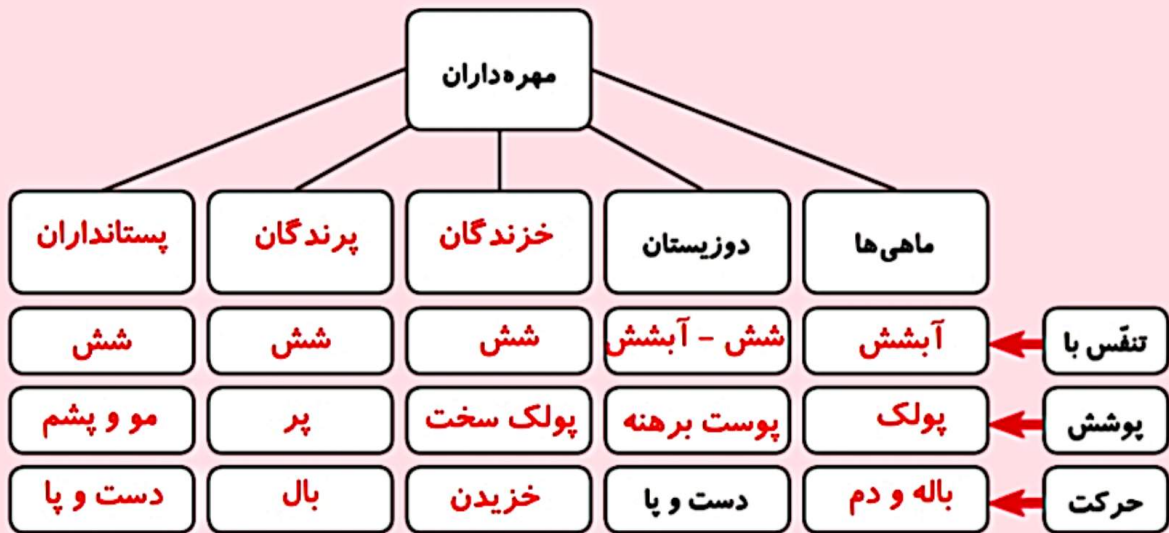 مهره‌داران
ماهی‌ها
دوزیستان
خزندگان
پرندگان
پستانداران
تنفّس با
آبشش
شش - آبشش
شش
شش
شش
پوشش
پولک
پوست برهنه
پولک سخت
پر
مو و پشم
حرکت
باله و دم
دست و پا
خزیدن
بال
دست و پا